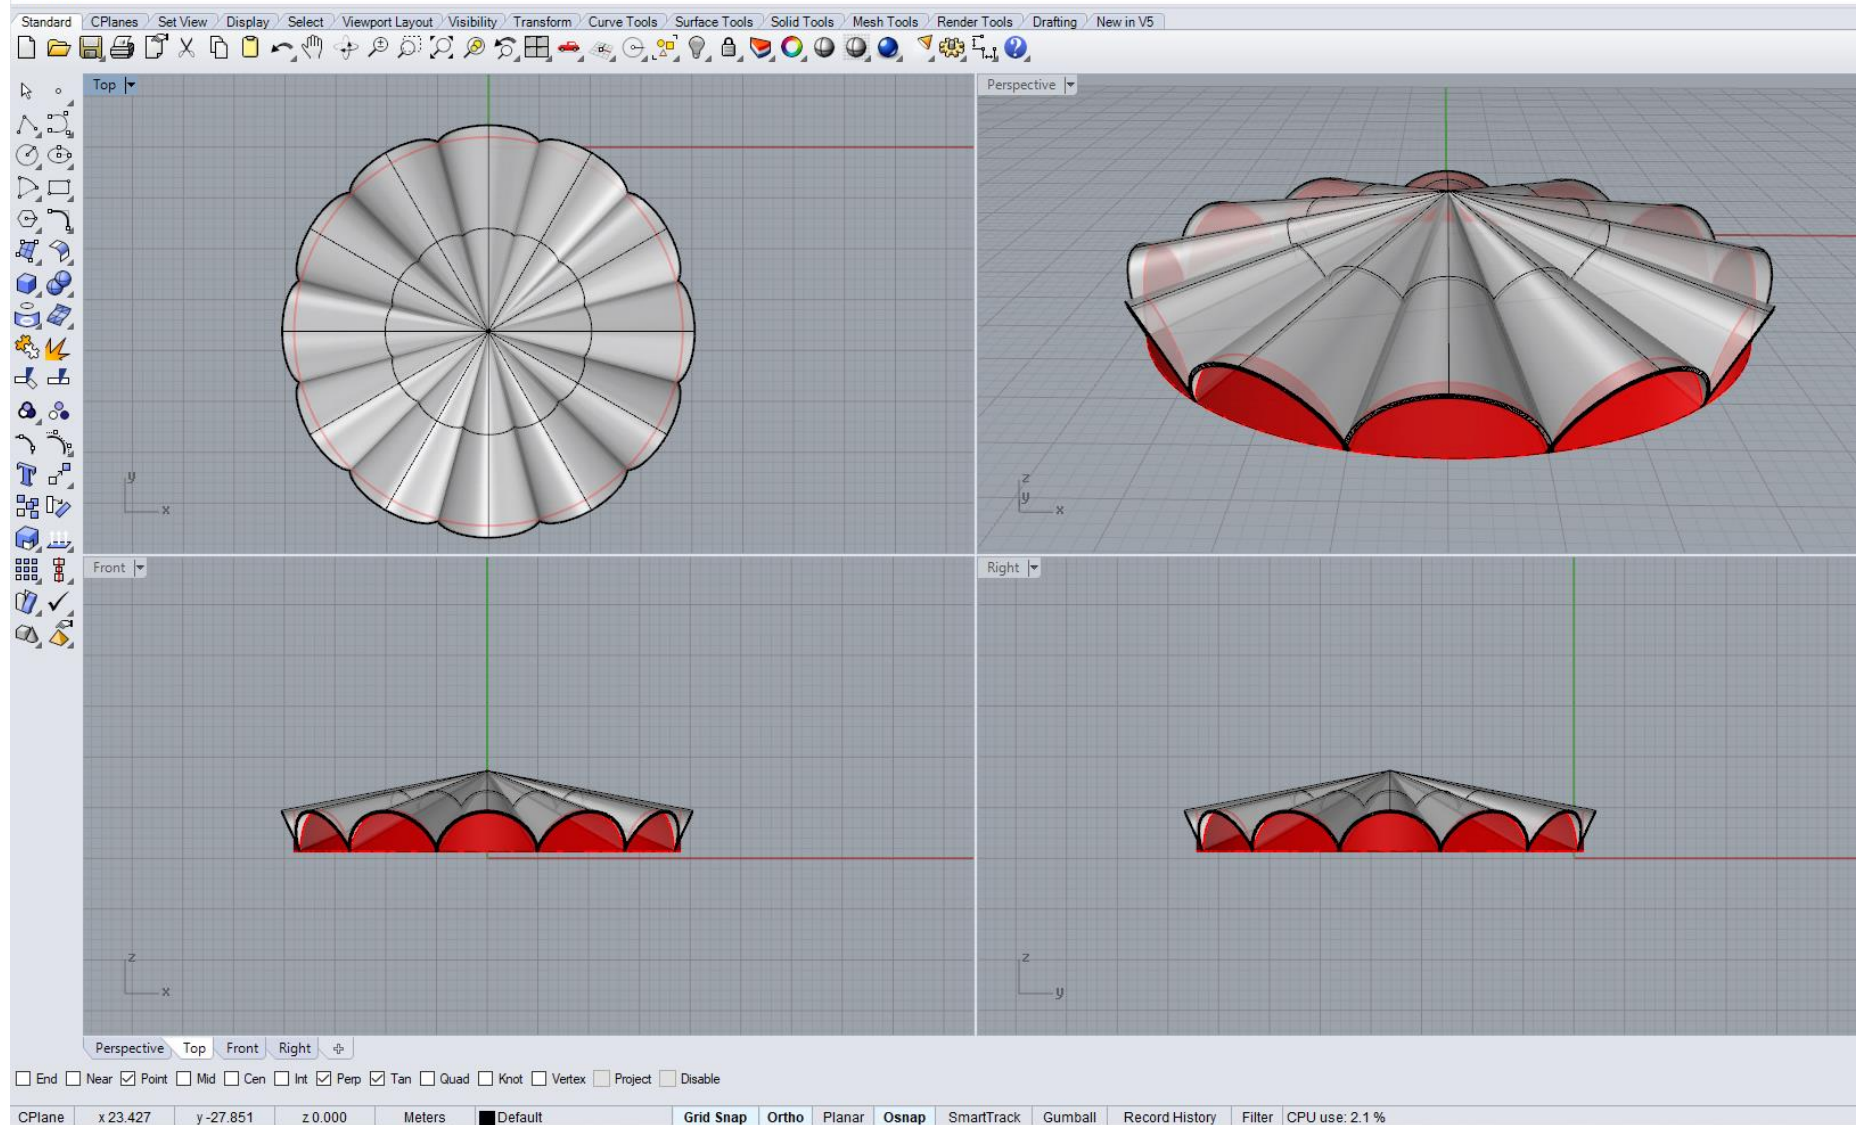 Standard CPlanes Set View Display Select Viewport Layout Visibility Transform Curve Tools Surface Tools Solid Tools Mesh Tools Render Tools Drafting New in V5
Top
Perspective
y
x
z
y
x
Front
Right
z
x
z
y
Perspective Top Front Right
End Near Point Mid Cen Int Perp Tan Quad Knot Vertex Project Disable
CPlane x 23.427 y -27.851 z 0.000 Meters Default Grid Snap Ortho Planar Osnap SmartTrack Gumball Record History Filter CPU use: 2.1 %